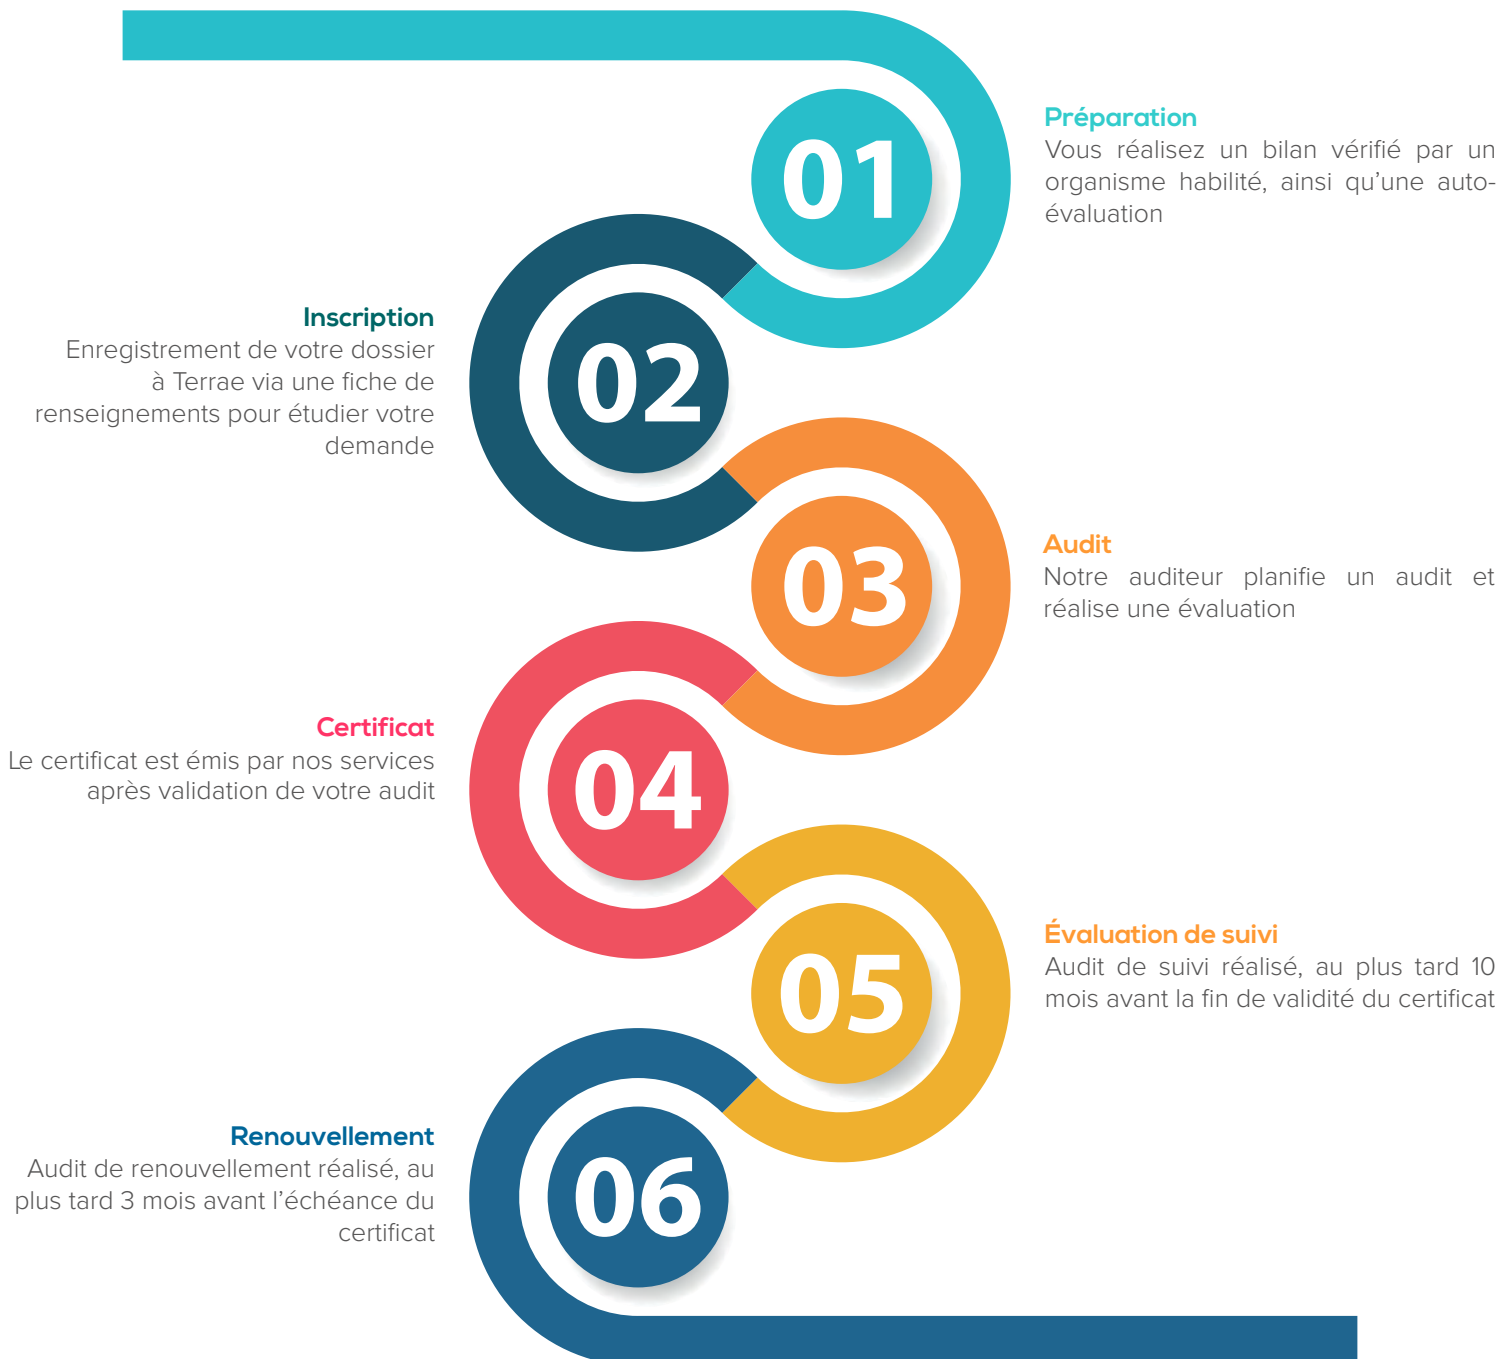 01
Préparation
Vous réalisez un bilan vérifié par un
organisme habilité, ainsi qu’une auto-
évaluation
02
Inscription
Enregistrement de votre dossier
à Terrae via une fiche de
renseignements pour étudier votre
demande
03
Audit
Notre auditeur planifie un audit et
réalise une évaluation
04
Certificat
Le certificat est émis par nos services
après validation de votre audit
05
Évaluation de suivi
Audit de suivi réalisé, au plus tard 10
mois avant la fin de validité du certificat
06
Renouvellement
Audit de renouvellement réalisé, au
plus tard 3 mois avant l’échéance du
certificat